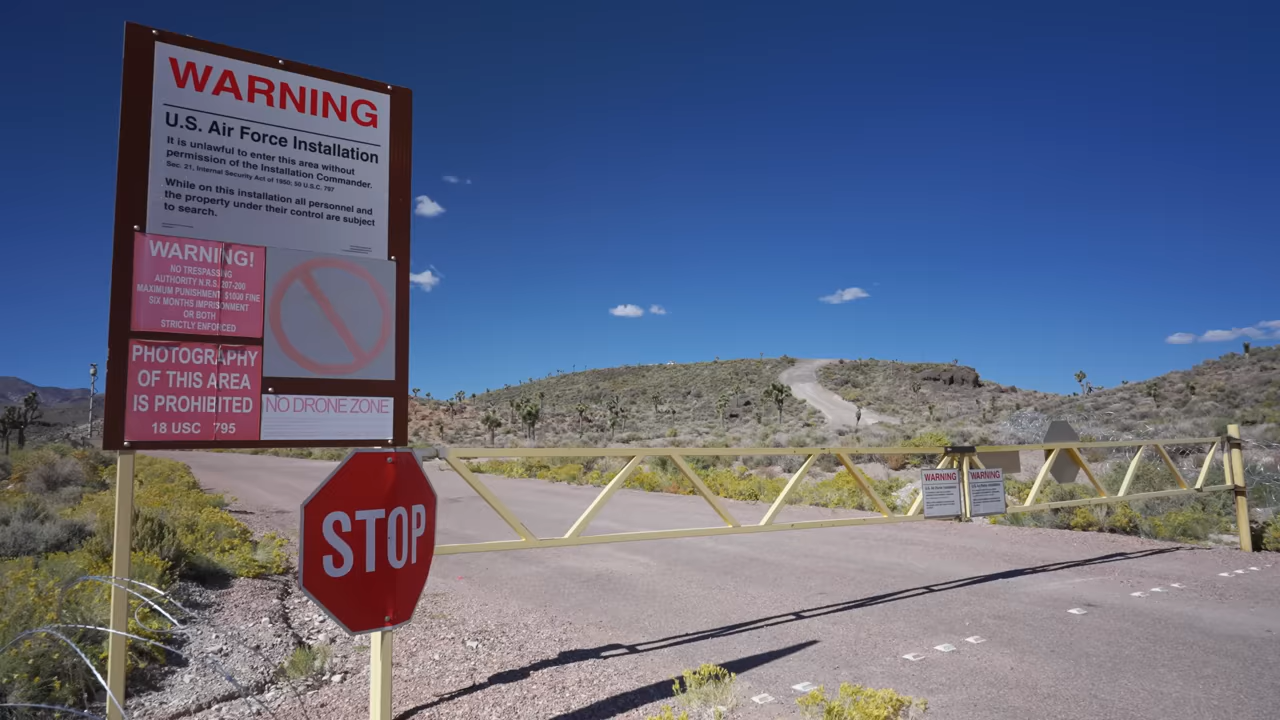 WARNING
U.S. Air Force Installation
It is unlawful to enter this area without
permission of the Installation Commander.
Sec. 21, Internal Security Act of 1950; 50 U.S.C. 797
While on this installation all personnel and
the property under their control are subject
to search.
WARNING!
NO TRESPASSING
AUTHORITY N.R.S. 207-200
MAXIMUM PUNISHMENT: $1000 FINE
SIX MONTHS IMPRISONMENT
OR BOTH
STRICTLY ENFORCED
PHOTOGRAPHY
OF THIS AREA
IS PROHIBITED
18 USC 795
NO DRONE ZONE
STOP
WARNING
WARNING